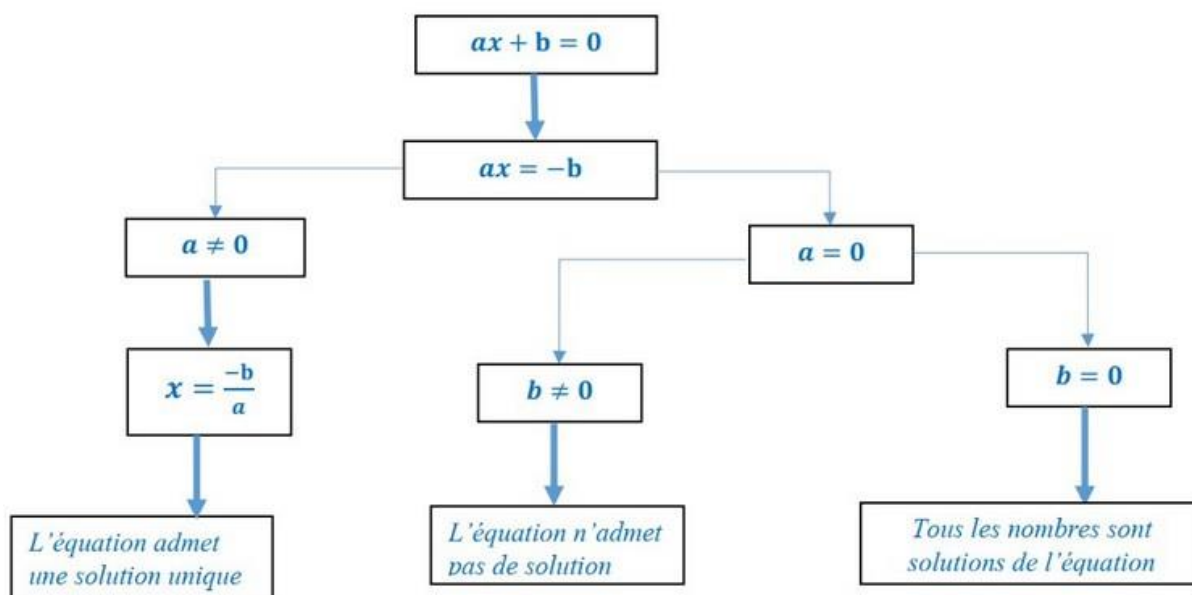 ax + b = 0
ax = −b
a ≠ 0
a = 0
x = −b/a
b ≠ 0
b = 0
L'équation admet
une solution unique
L'équation n'admet
pas de solution
Tous les nombres sont
solutions de l'équation